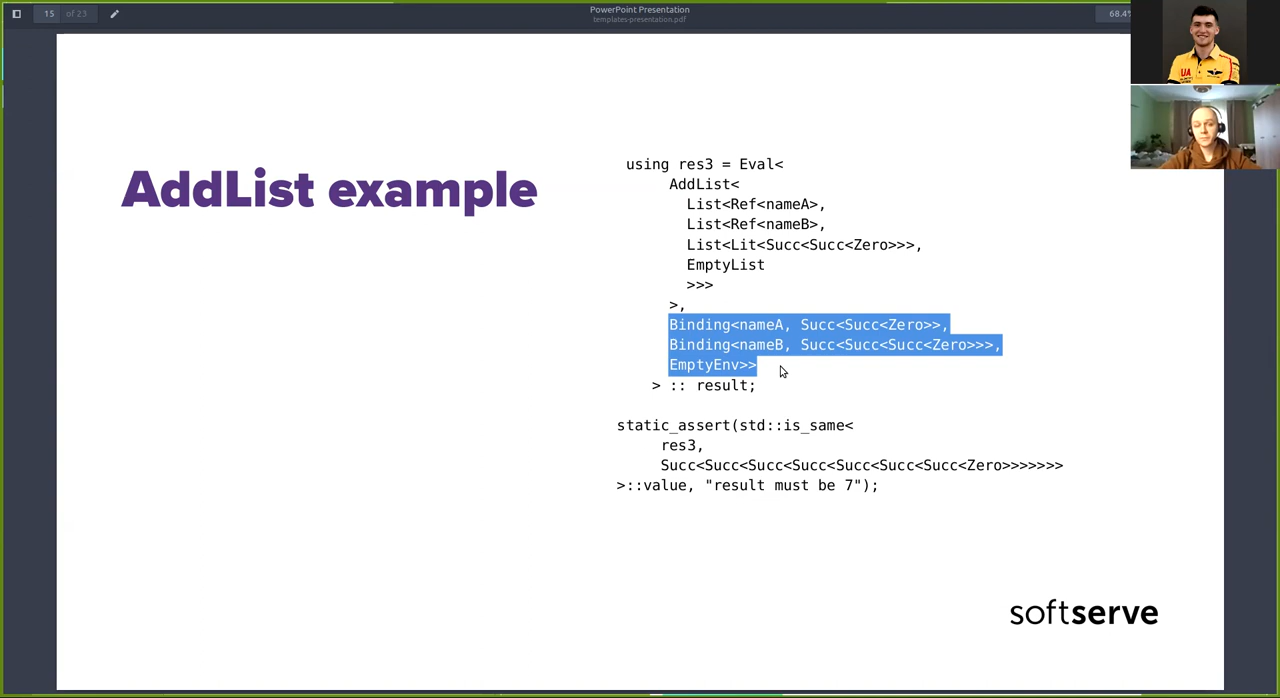 15 of 23
PowerPoint Presentation
templates-presentation.pdf
68.4%
UA
AddList example
using res3 = Eval<
AddList<
List<Ref<nameA>,
List<Ref<nameB>,
List<Lit<Succ<Succ<Zero>>>,
EmptyList
>>>
>,
Binding<nameA, Succ<Succ<Zero>>,
Binding<nameB, Succ<Succ<Succ<Zero>>>,
EmptyEnv>>
> :: result;
static_assert(std::is_same<
res3,
Succ<Succ<Succ<Succ<Succ<Succ<Succ<Zero>>>>>>>
>::value, "result must be 7");
softserve